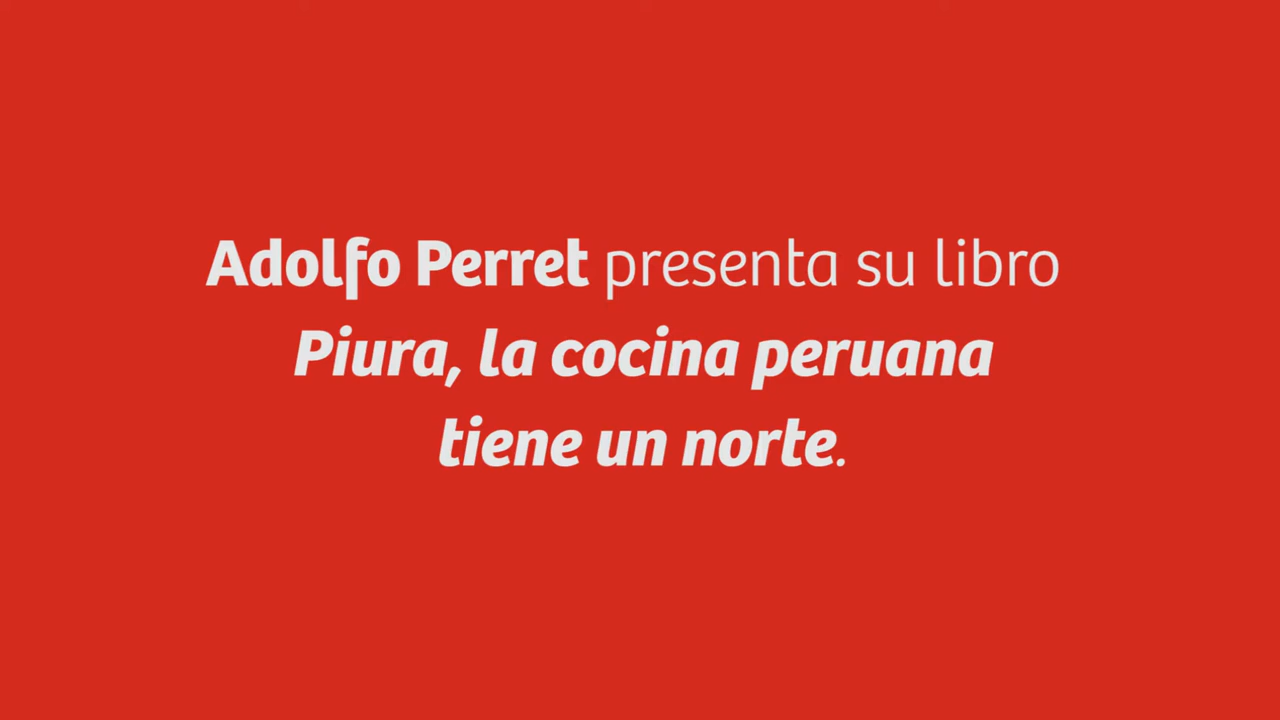 Adolfo Perret presenta su libro
Piura, la cocina peruana
tiene un norte.